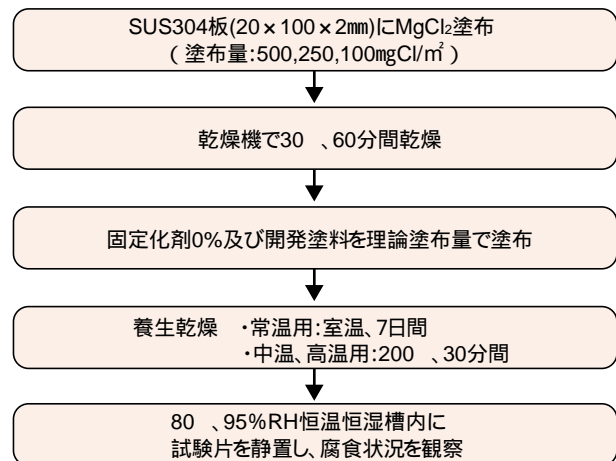 SUS304板(20×100×2㎜)にMgCl₂塗布
(塗布量:500,250,100mgCl/㎡)
乾燥機で30　、60分間乾燥
固定化剤0%及び開発塗料を理論塗布量で塗布
養生乾燥　・常温用:室温、7日間
・中温、高温用:200　、30分間
80　、95%RH恒温恒湿槽内に
試験片を静置し、腐食状況を観察